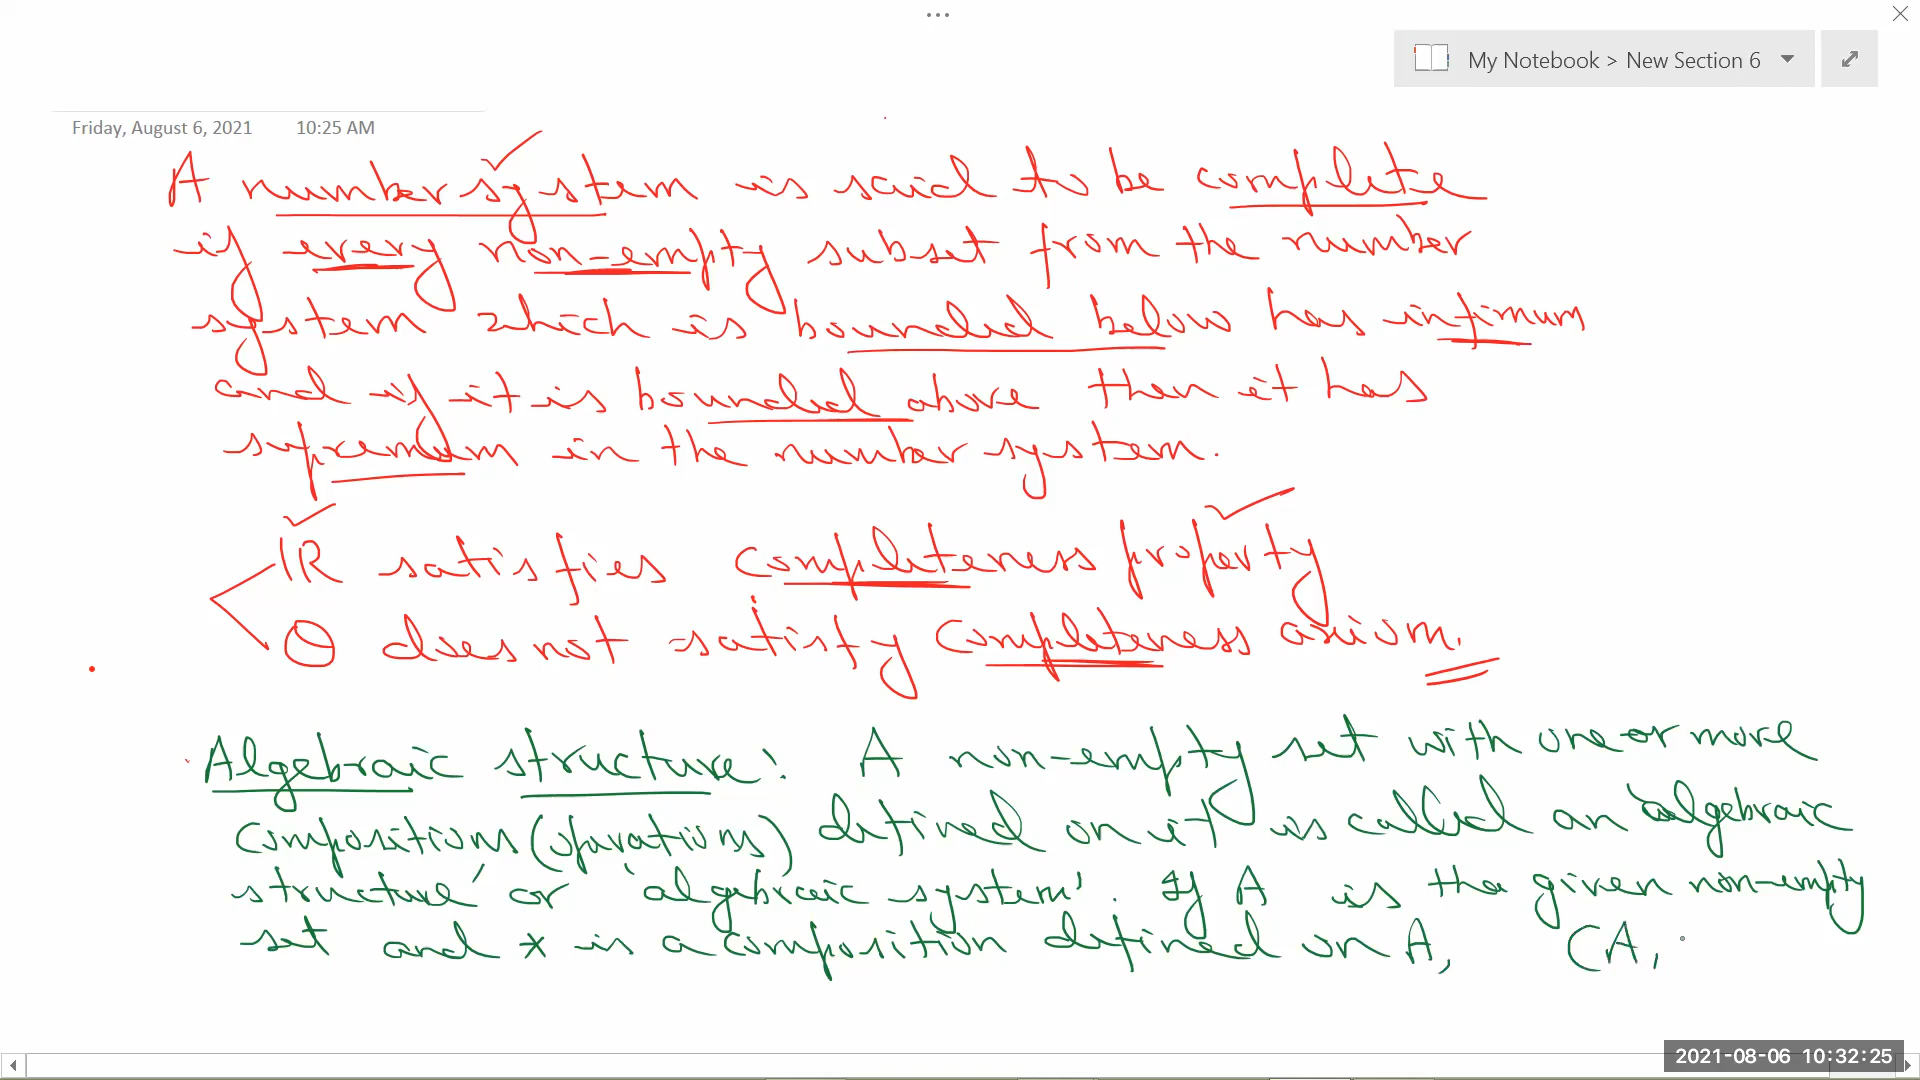 My Notebook > New Section 6
Friday, August 6, 2021 10:25 AM
A number system is said to be complete
if every non-empty subset from the number
system which is bounded below has infimum
and if it is bounded above then it has
supremum in the number system.
ℝ satisfies completeness property
Q does not satisfy completeness axiom.
Algebraic structure: A non-empty set with one or more
compositions (operations) defined on it is called an 'algebraic
structure' or 'algebraic system'. If A is the given non-empty
set and * is a composition defined on A, (A,
2021-08-06 10:32:25